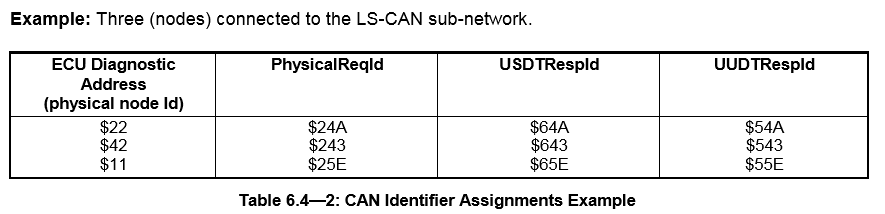 Example: Three (nodes) connected to the LS-CAN sub-network.
ECU Diagnostic Address (physical node Id) PhysicalReqId USDTRespId UUDTRespId
$22 $24A $64A $54A
$42 $243 $643 $543
$11 $25E $65E $55E
Table 6.4—2: CAN Identifier Assignments Example